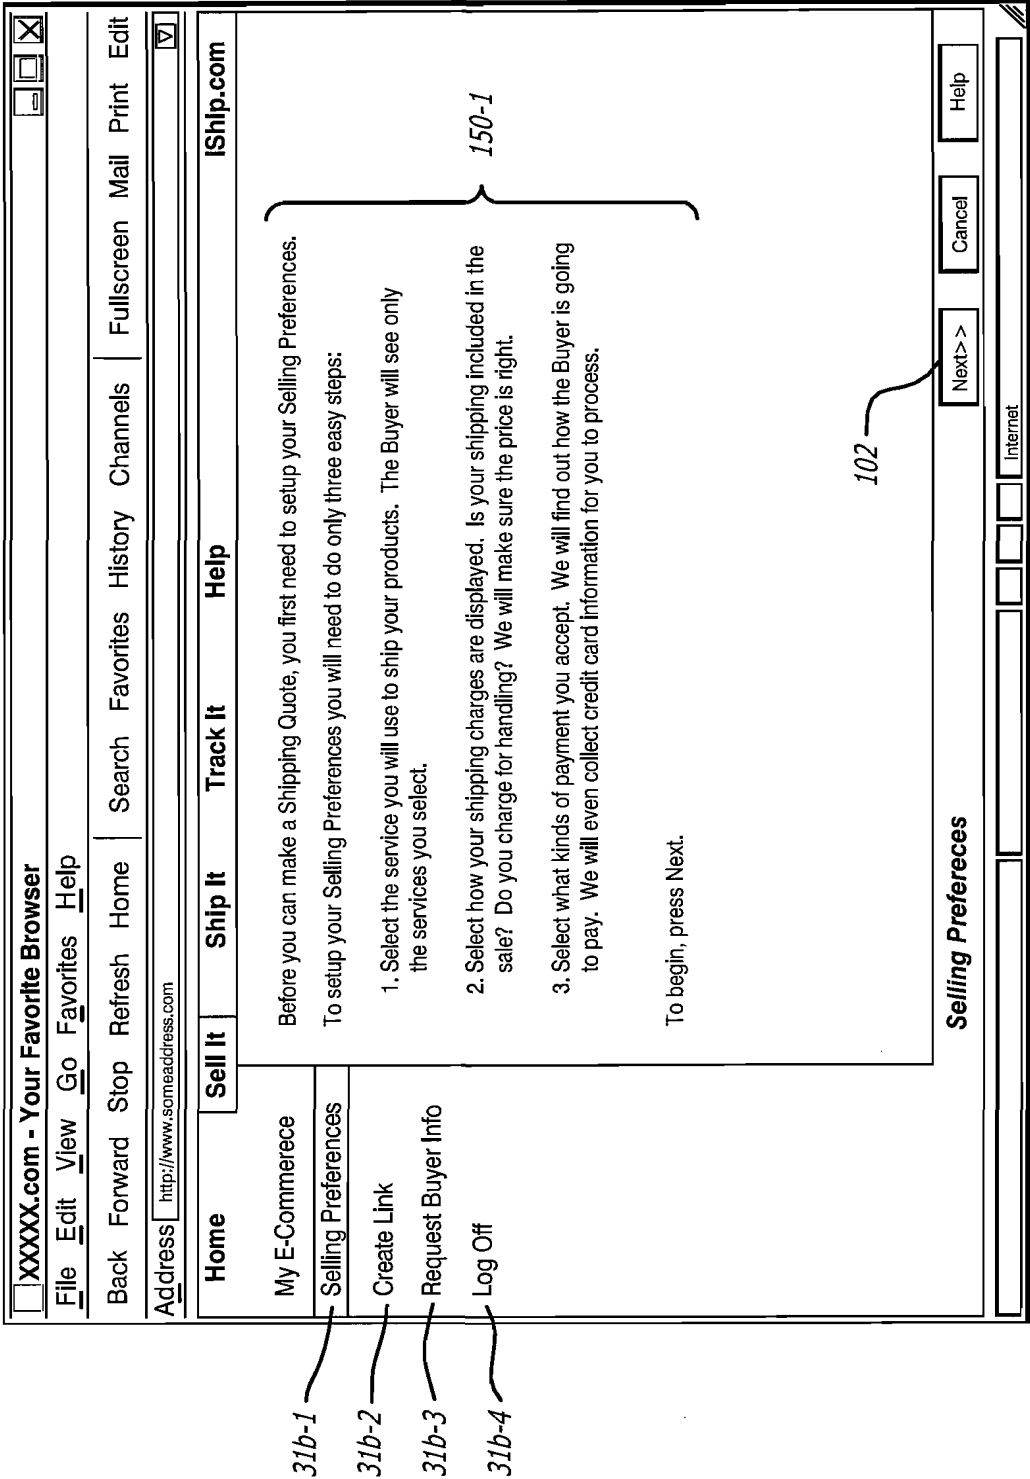 XXXXX.com - Your Favorite Browser
File Edit View Go Favorites Help
Back Forward Stop Refresh Home Search Favorites History Channels Fullscreen Mail Print Edit
Address http://www.someaddress.com
Home Sell It Ship It Track It Help IShip.com
My E-Commerece
Selling Preferences
Create Link
Request Buyer Info
Log Off
31b-1
31b-2
31b-3
31b-4
Before you can make a Shipping Quote, you first need to setup your Selling Preferences.
To setup your Selling Preferences you will need to do only three easy steps:
1. Select the service you will use to ship your products. The Buyer will see only
the services you select.
2. Select how your shipping charges are displayed. Is your shipping included in the
sale? Do you charge for handling? We will make sure the price is right.
3. Select what kinds of payment you accept. We will find out how the Buyer is going
to pay. We will even collect credit card information for you to process.
To begin, press Next.
150-1
102
Selling Prefereces
Next> > Cancel Help
Internet